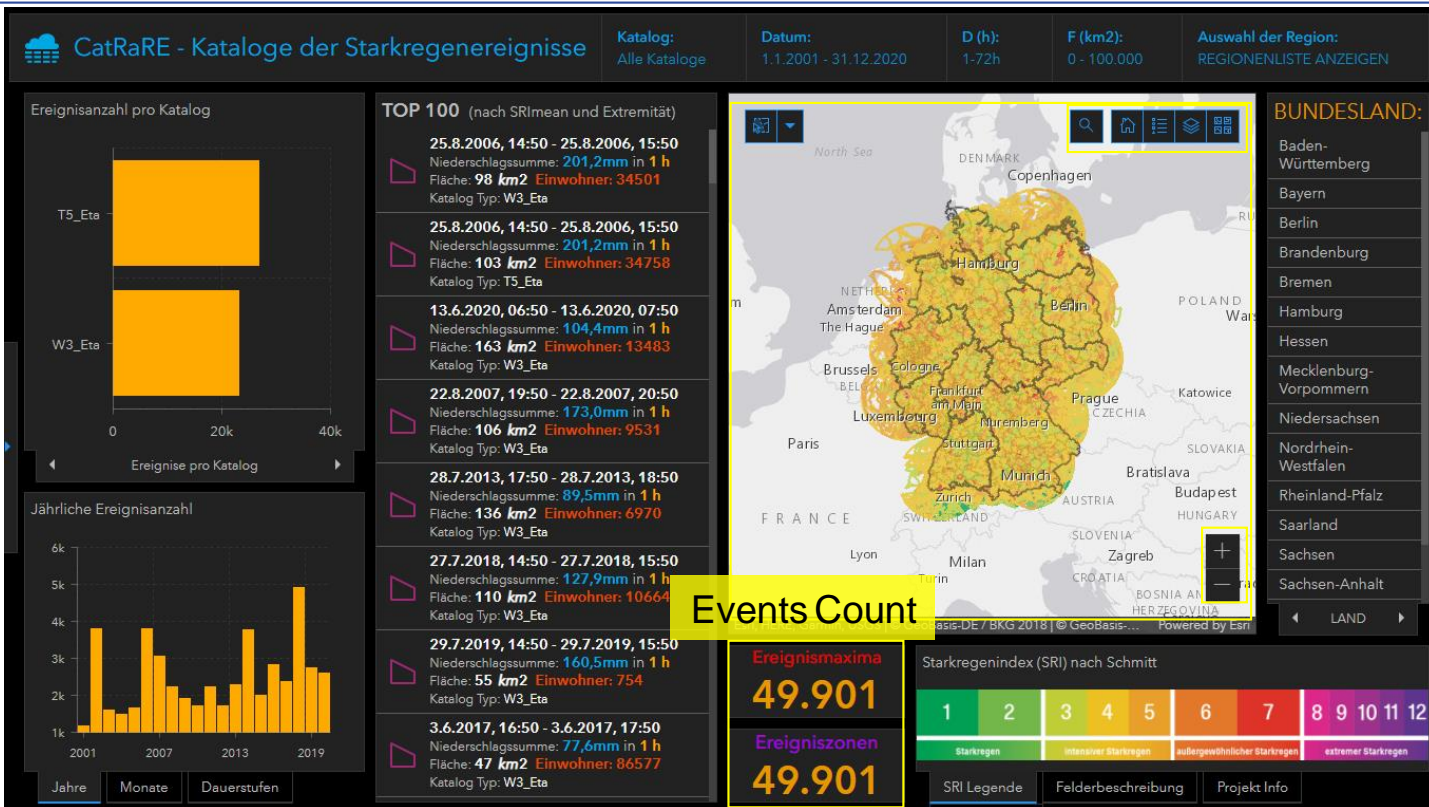 CatRaRE - Kataloge der Starkregenereignisse
Katalog:
Alle Kataloge
Datum:
1.1.2001 - 31.12.2020
D (h):
1-72h
F (km2):
0 - 100.000
Auswahl der Region:
REGIONENLISTE ANZEIGEN
Ereignisanzahl pro Katalog
T5_Eta
W3_Eta
0
20k
40k
Ereignise pro Katalog
Jährliche Ereignisanzahl
6k
5k
4k
3k
2k
1k
2001
2007
2013
2019
Jahre
Monate
Dauerstufen
TOP 100 (nach SRImean und Extremität)
25.8.2006, 14:50 - 25.8.2006, 15:50
Niederschlagssumme: 201,2mm in 1 h
Fläche: 98 km2 Einwohner: 34501
Katalog Typ: W3_Eta
25.8.2006, 14:50 - 25.8.2006, 15:50
Niederschlagssumme: 201,2mm in 1 h
Fläche: 103 km2 Einwohner: 34758
Katalog Typ: T5_Eta
13.6.2020, 06:50 - 13.6.2020, 07:50
Niederschlagssumme: 104,4mm in 1 h
Fläche: 163 km2 Einwohner: 13483
Katalog Typ: W3_Eta
22.8.2007, 19:50 - 22.8.2007, 20:50
Niederschlagssumme: 173,0mm in 1 h
Fläche: 106 km2 Einwohner: 9531
Katalog Typ: W3_Eta
28.7.2013, 17:50 - 28.7.2013, 18:50
Niederschlagssumme: 89,5mm in 1 h
Fläche: 136 km2 Einwohner: 6970
Katalog Typ: W3_Eta
27.7.2018, 14:50 - 27.7.2018, 15:50
Niederschlagssumme: 127,9mm in 1 h
Fläche: 110 km2 Einwohner: 10664
Katalog Typ: W3_Eta
29.7.2019, 14:50 - 29.7.2019, 15:50
Niederschlagssumme: 160,5mm in 1 h
Fläche: 55 km2 Einwohner: 754
Katalog Typ: W3_Eta
3.6.2017, 16:50 - 3.6.2017, 17:50
Niederschlagssumme: 77,6mm in 1 h
Fläche: 47 km2 Einwohner: 86577
Katalog Typ: W3_Eta
North Sea
DENMARK
Copenhagen
Hamburg
Amsterdam
The Hague
Berlin
POLAND
Brussels
Cologne
Frankfurt
am Main
Prague
Katowice
CZECHIA
Luxembourg
Nuremberg
Paris
Stuttgart
SLOVAKIA
Munich
Bratislava
Zurich
AUSTRIA
Budapest
FRANCE
SWITZERLAND
HUNGARY
SLOVENIA
Lyon
Milan
Zagreb
Turin
CROATIA
BOSNIA AN
HERZEGOVINA
GeoBasis-DE / BKG 2018 | © GeoBasis-... Powered by Esri
Events Count
Ereignismaxima
49.901
Ereigniszonen
49.901
BUNDESLAND:
Baden-
Württemberg
Bayern
Berlin
Brandenburg
Bremen
Hamburg
Hessen
Mecklenburg-
Vorpommern
Niedersachsen
Nordrhein-
Westfalen
Rheinland-Pfalz
Saarland
Sachsen
Sachsen-Anhalt
LAND
Starkregenindex (SRI) nach Schmitt
1 2 3 4 5 6 7 8 9 10 11 12
Starkregen intensiver Starkregen außergewöhnlicher Starkregen extremer Starkregen
SRI Legende
Felderbeschreibung
Projekt Info